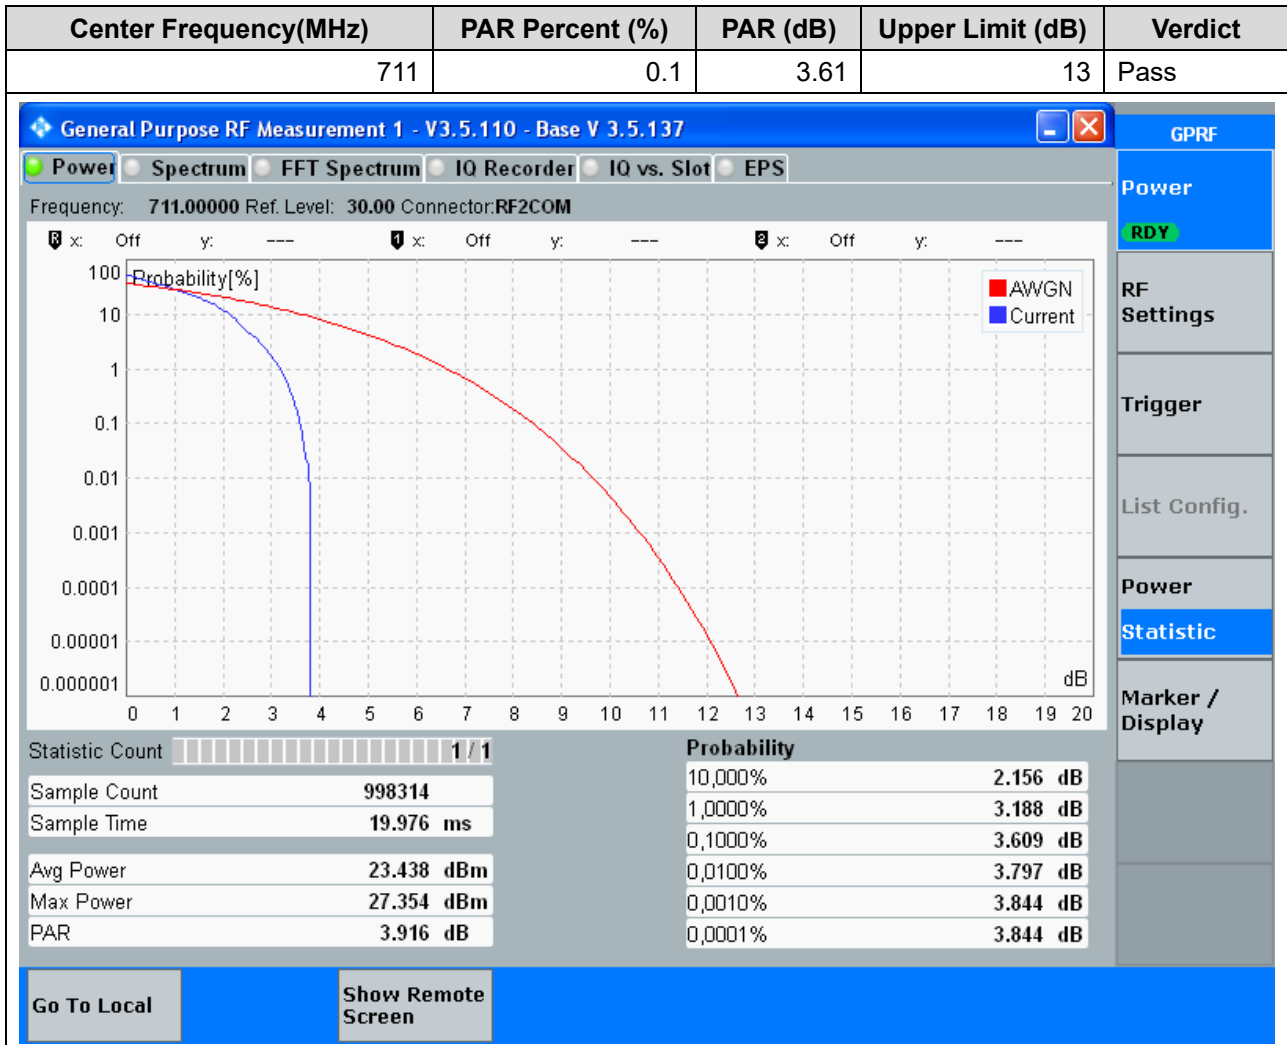 Center Frequency(MHz) PAR Percent (%) PAR (dB) Upper Limit (dB) Verdict
711 0.1 3.61 13 Pass
General Purpose RF Measurement 1 - V3.5.110 - Base V 3.5.137
GPRF
Power Spectrum FFT Spectrum IQ Recorder IQ vs. Slot EPS
Power
RDY
Frequency: 711.00000 Ref. Level: 30.00 Connector:RF2COM
R x: Off y: --- 1 x: Off y: --- 2 x: Off y: ---
Probability[%]
AWGN
Current
100
10
1
0.1
0.01
0.001
0.0001
0.00001
0.000001
dB
0 1 2 3 4 5 6 7 8 9 10 11 12 13 14 15 16 17 18 19 20
RF
Settings
Trigger
List Config.
Power
Statistic
Marker /
Display
Statistic Count 1 / 1
Sample Count 998314
Sample Time 19.976 ms
Avg Power 23.438 dBm
Max Power 27.354 dBm
PAR 3.916 dB
Probability
10,000% 2.156 dB
1,0000% 3.188 dB
0,1000% 3.609 dB
0,0100% 3.797 dB
0,0010% 3.844 dB
0,0001% 3.844 dB
Go To Local
Show Remote
Screen